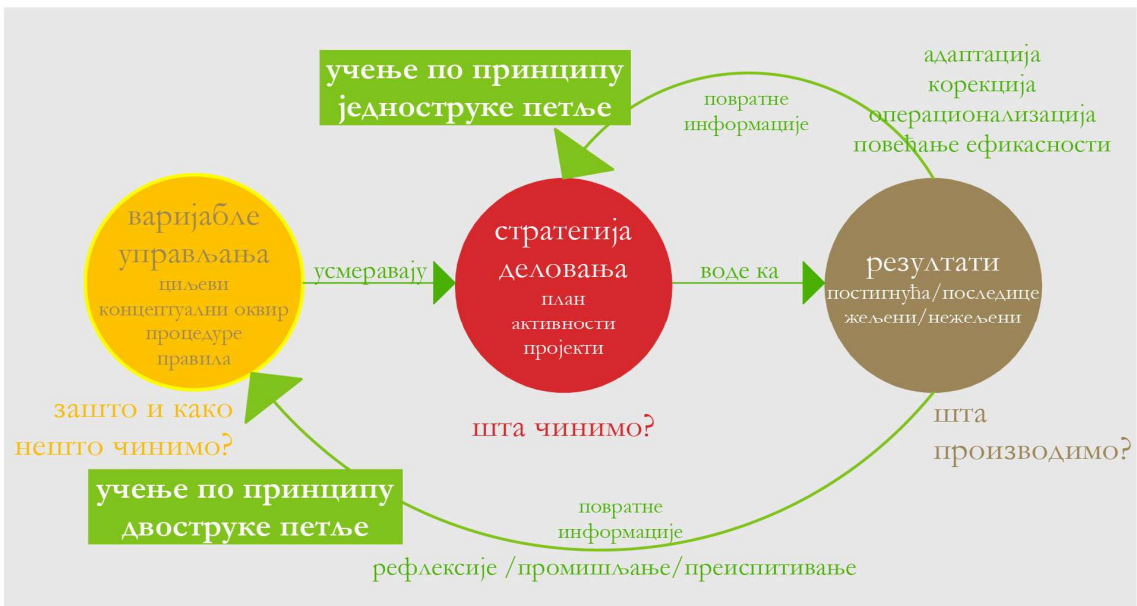 учење по принципу
једноструке петље
повратне
информације
адаптација
корекција
операционализација
повећање ефикасности
варијабле
управљања
циљеви
концептуални оквир
процедуре
правила
усмеравају
стратегија
деловања
план
активности
пројекти
воде ка
резултати
постигнућа/последице
жељени/нежељени
зашто и како
нешто чинимо?
шта чинимо?
шта
производимо?
учење по принципу
двоструке петље
повратне
информације
рефлексије /промишљање/преиспитивање